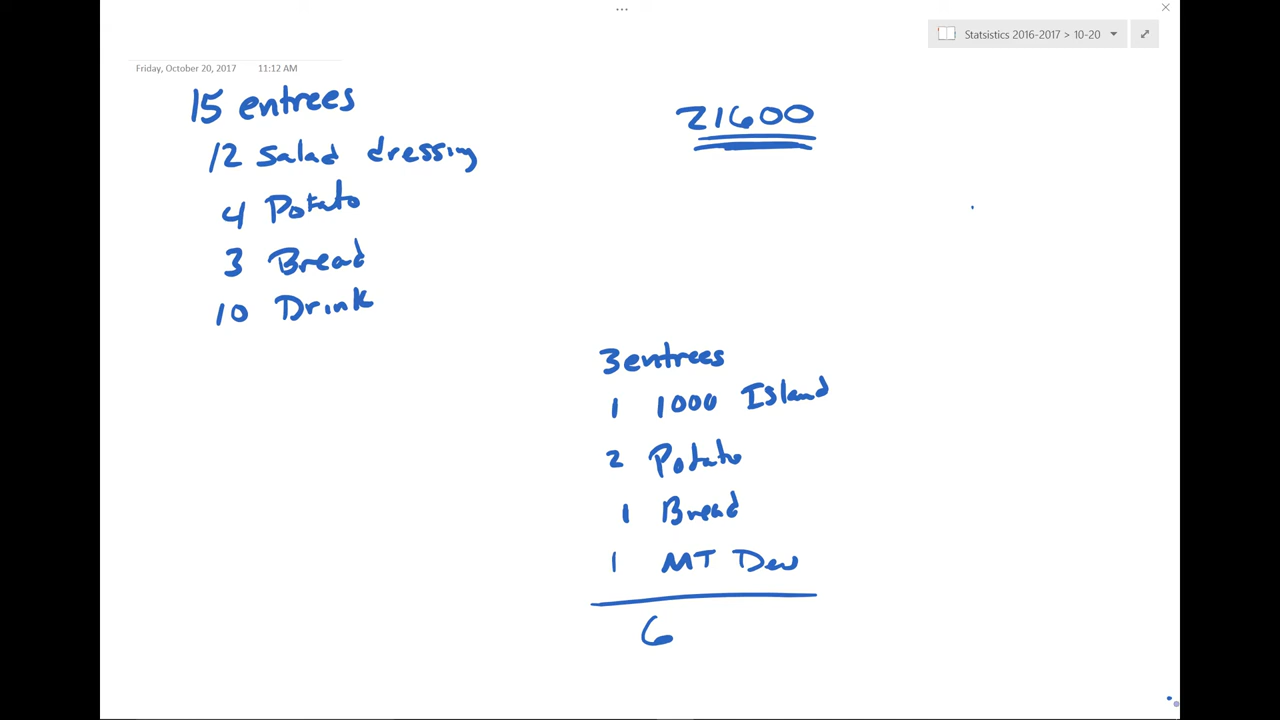 Statsistics 2016-2017 > 10-20
Friday, October 20, 2017 11:12 AM
15 entrees
12 Salad dressing
4 Potato
3 Bread
10 Drink
21600
3 entrees
1 1000 Island
2 Potato
1 Bread
1 MT Dew
6